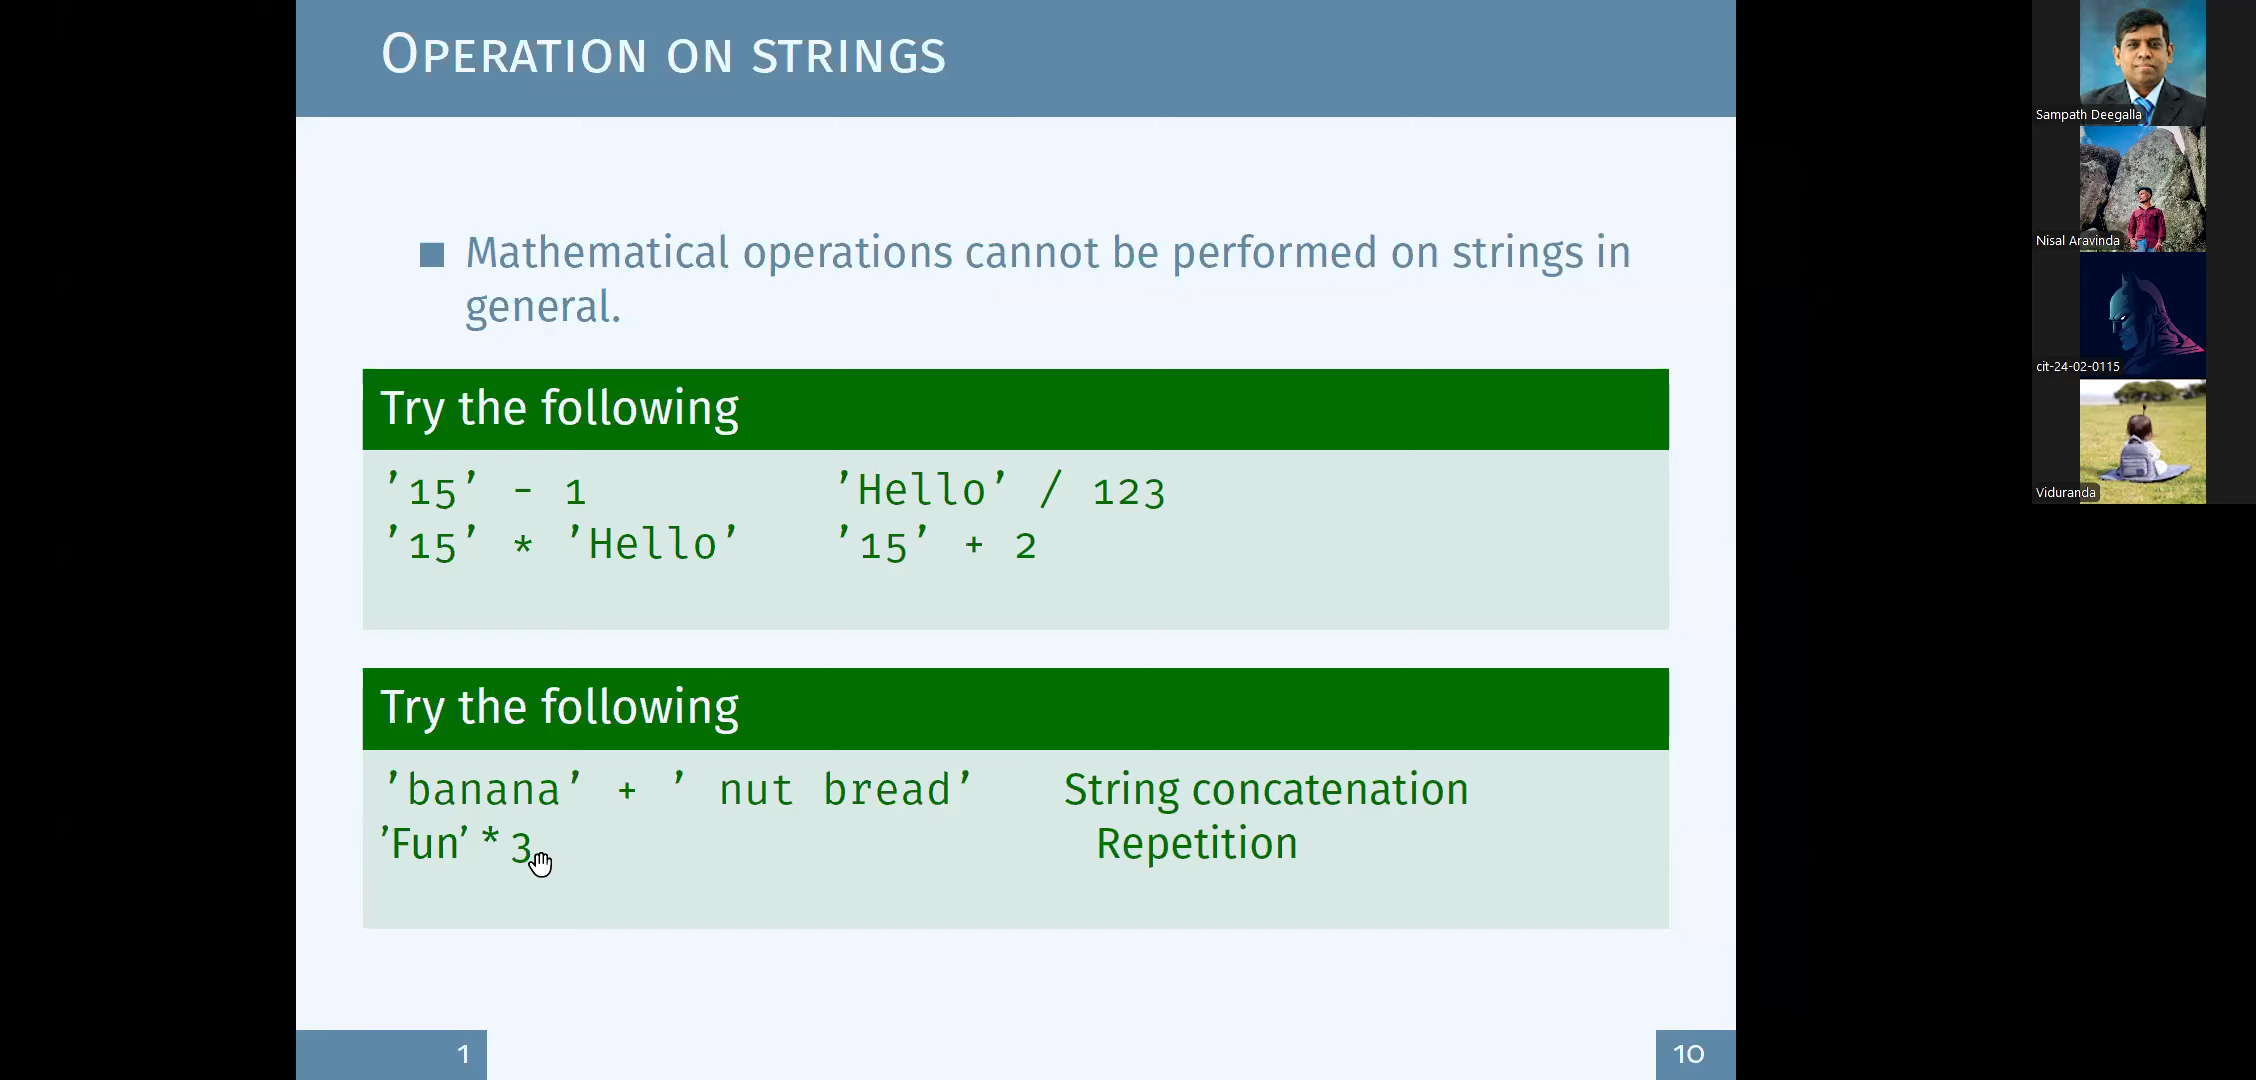 OPERATION ON STRINGS
■ Mathematical operations cannot be performed on strings in
general.
Try the following
’15’ - 1 ’Hello’ / 123
’15’ * ’Hello’ ’15’ + 2
Try the following
’banana’ + ’ nut bread’ String concatenation
’Fun’ * 3 Repetition
1
10
Sampath Deegalla
Nisal Aravinda
cit-24-02-0115
Viduranda